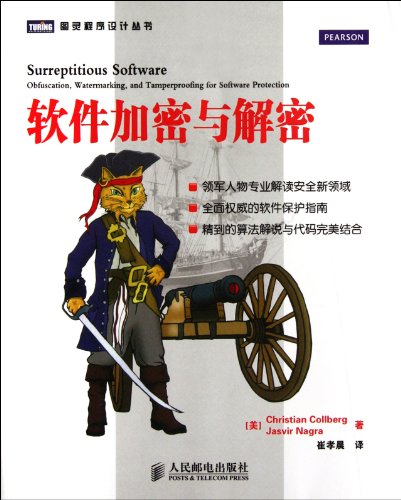 TURING
图灵程序设计丛书
PEARSON
Surreptitious Software
Obfuscation, Watermarking, and Tamperproofing for Software Protection
软件加密与解密
领军人物专业解读安全新领域
全面权威的软件保护指南
精到的算法解说与代码完美结合
[美] Christian Collberg 著
Jasvir Nagra
崔孝晨 译
人民邮电出版社
POSTS & TELECOM PRESS